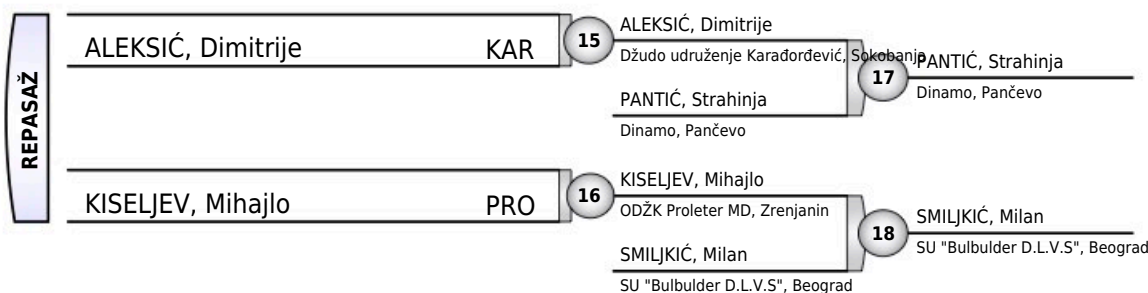 REPASAŽ
ALEKSIĆ, Dimitrije KAR
15
ALEKSIĆ, Dimitrije
Džudo udruženje Karađorđević, Sokobanja
PANTIĆ, Strahinja
Dinamo, Pančevo
17
PANTIĆ, Strahinja
Dinamo, Pančevo
KISELJEV, Mihajlo PRO
16
KISELJEV, Mihajlo
ODŽK Proleter MD, Zrenjanin
SMILJKIĆ, Milan
SU "Bulbulder D.L.V.S", Beograd
18
SMILJKIĆ, Milan
SU "Bulbulder D.L.V.S", Beograd